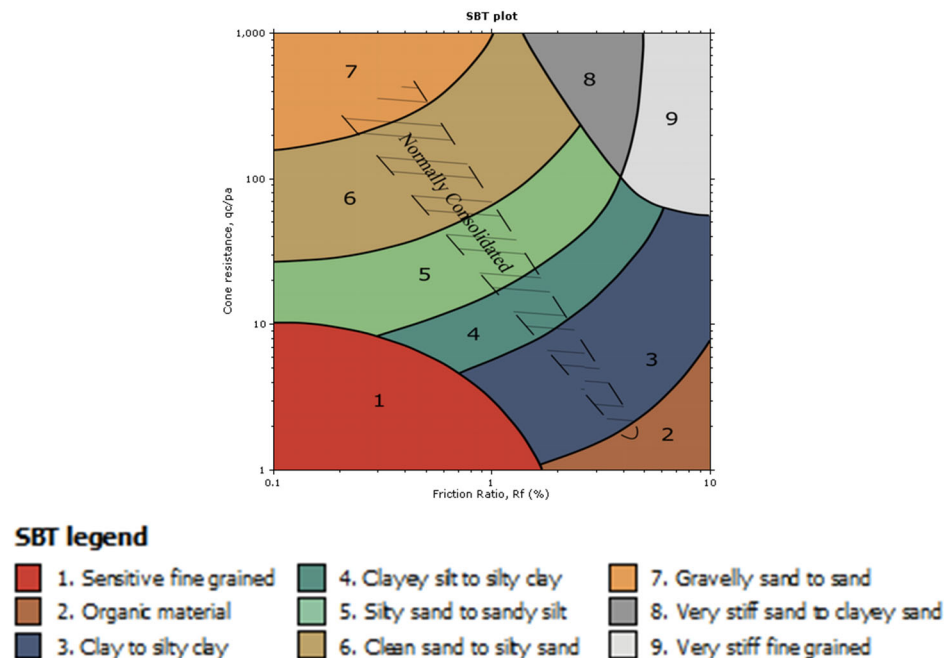 SBT plot
1,000
7
8
9
Normally Consolidated
100
6
Cone resistance, qc/pa
5
10
4
3
1
2
1
0.1
1
10
Friction Ratio, Rf (%)
SBT legend
1. Sensitive fine grained
4. Clayey silt to silty clay
7. Gravelly sand to sand
2. Organic material
5. Silty sand to sandy silt
8. Very stiff sand to clayey sand
3. Clay to silty clay
6. Clean sand to silty sand
9. Very stiff fine grained